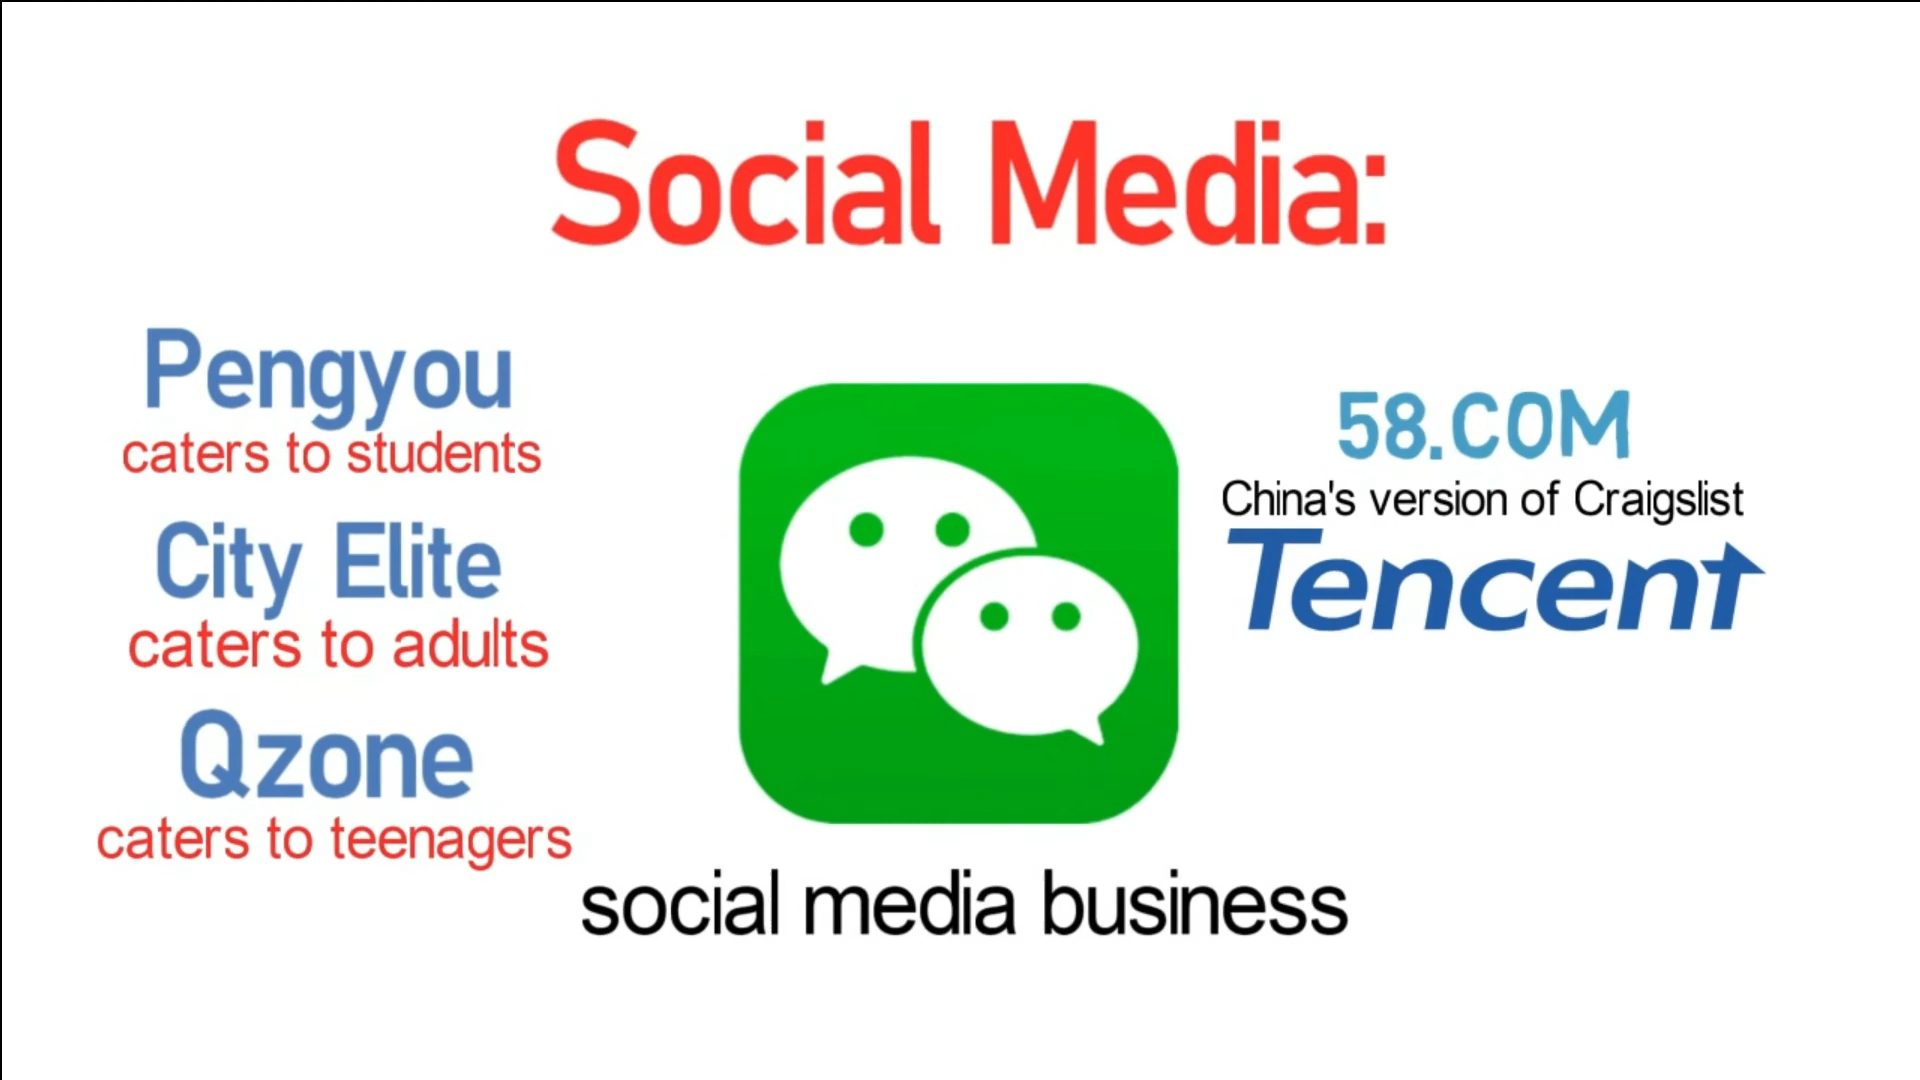 Social Media:
Pengyou
caters to students
City Elite
caters to adults
Qzone
caters to teenagers
social media business
58.COM
China's version of Craigslist
Tencent